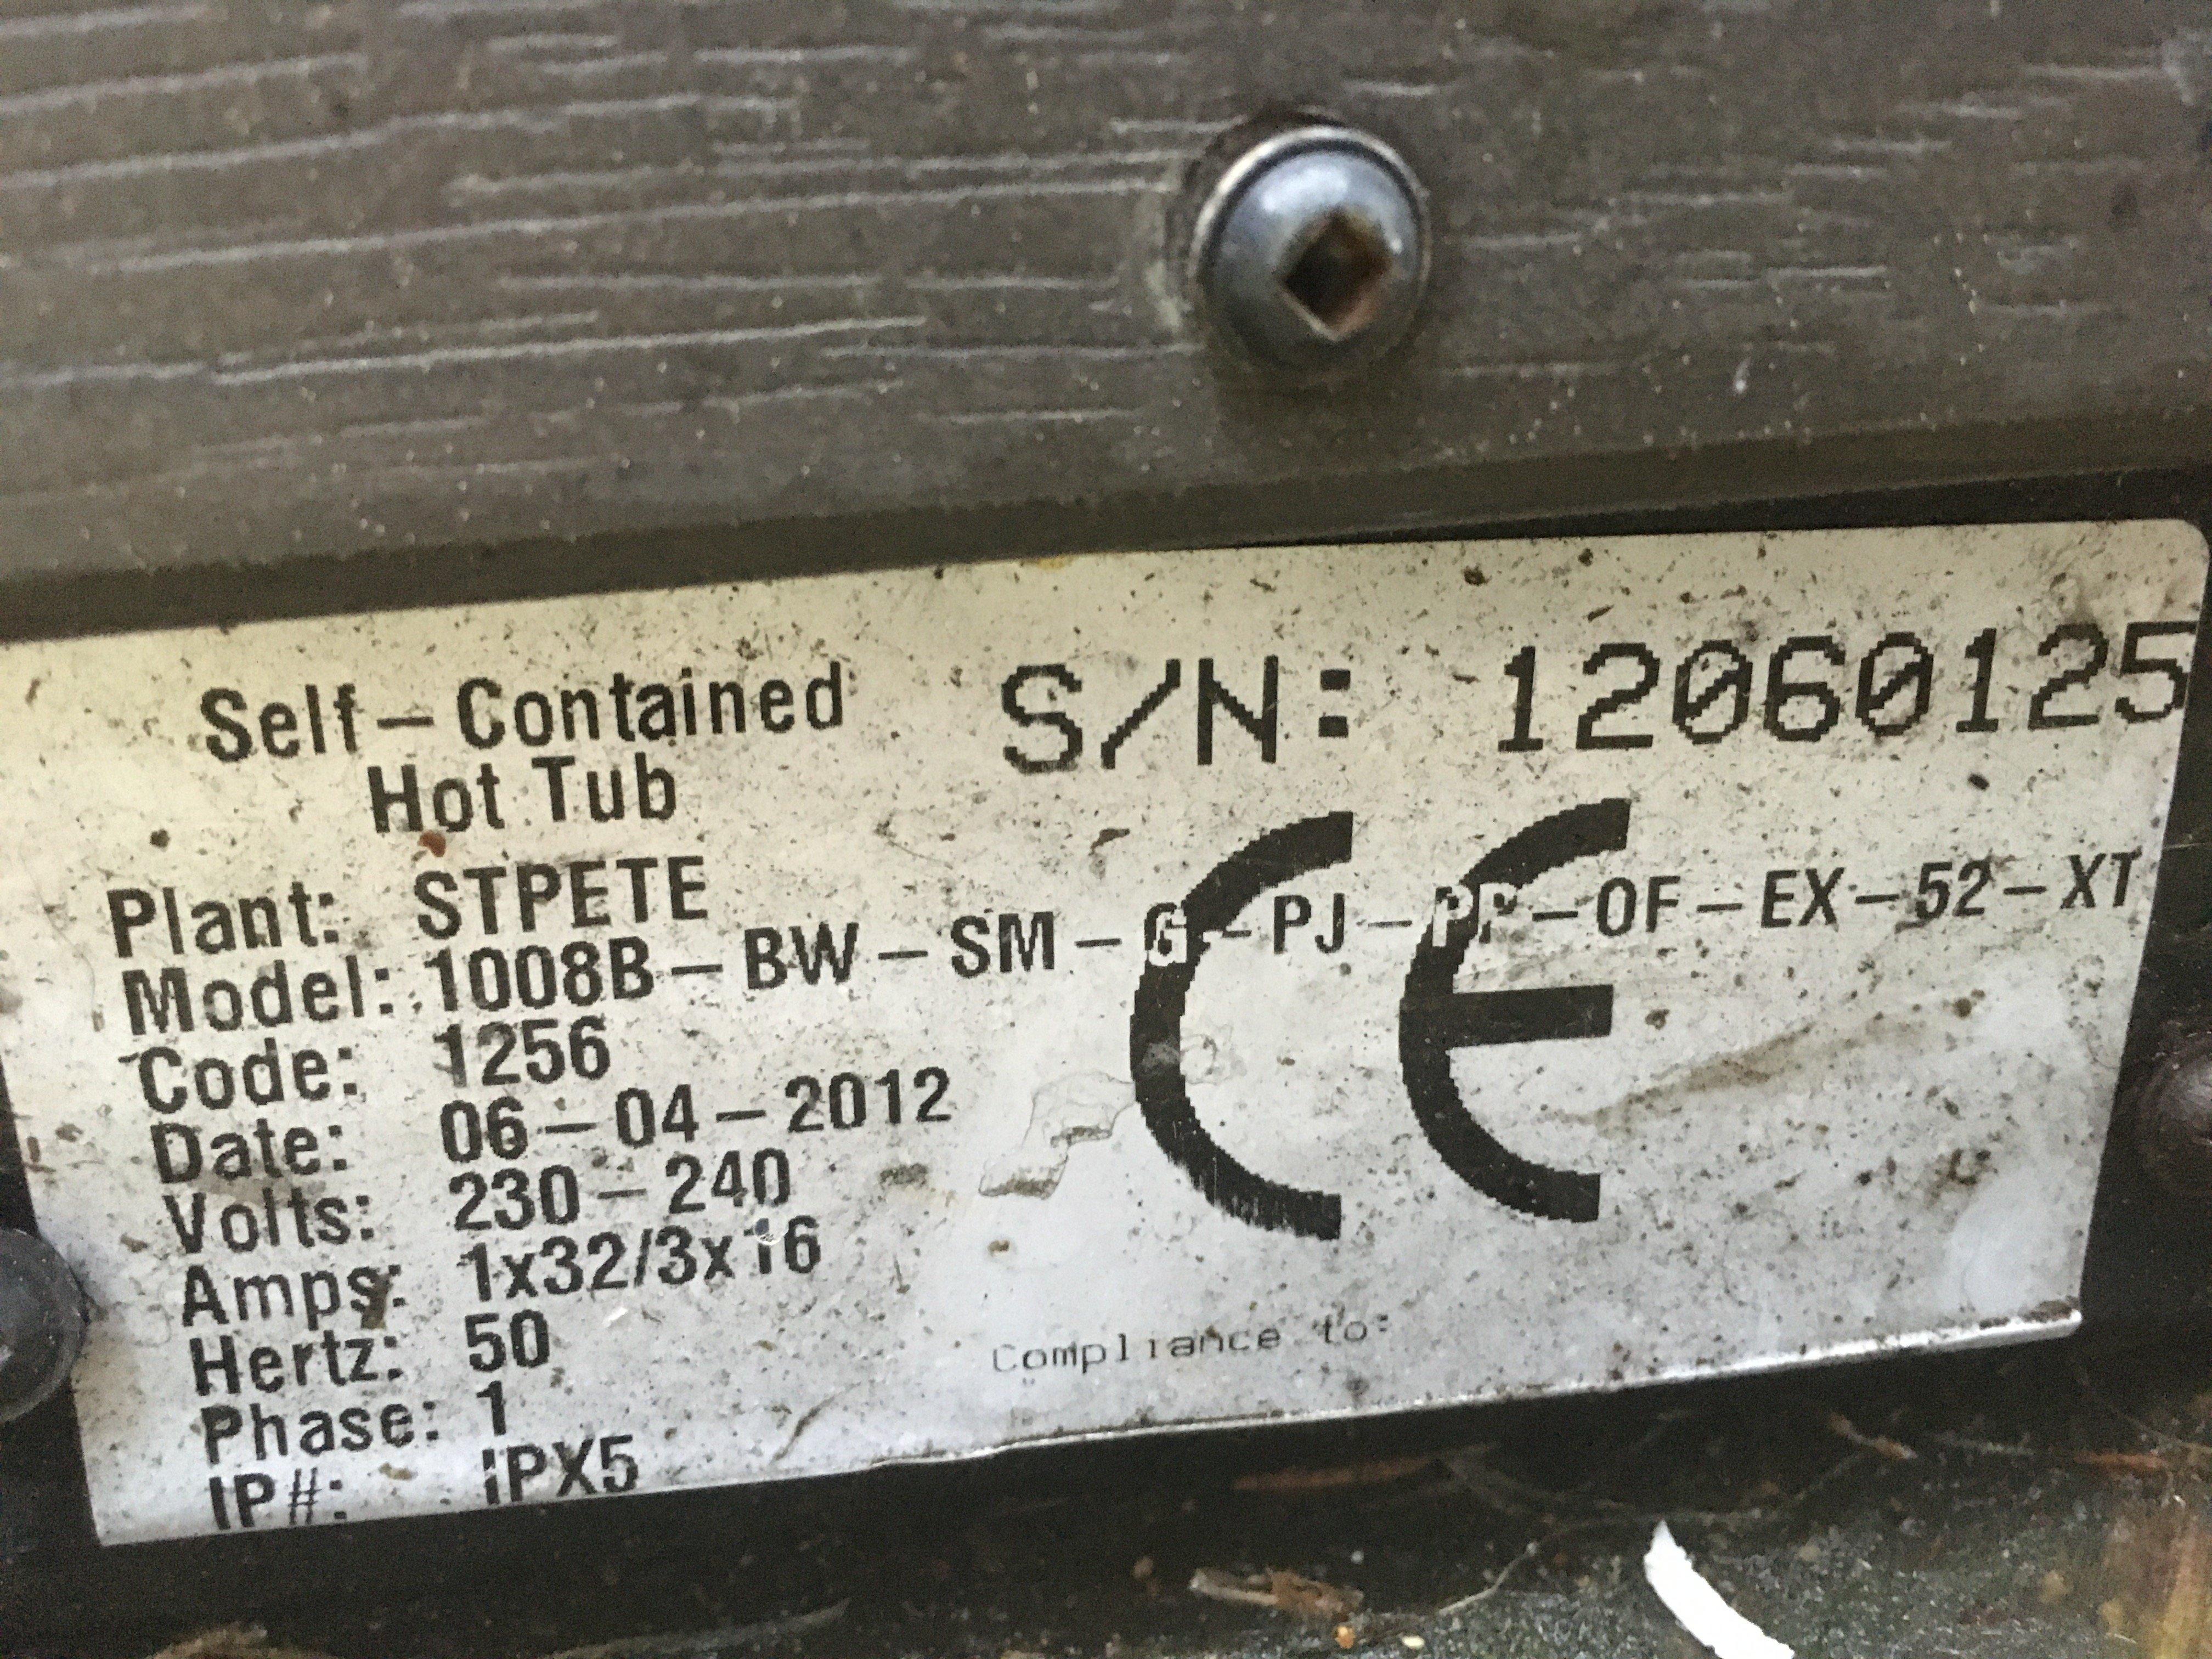 Self-Contained
Hot Tub
S/N: 12060125
Plant: STPETE
Model: 1008B-BW-SM-G-PJ-PP-OF-EX-52-XT
Code: 1256
Date: 06-04-2012
Volts: 230-240
Amps: 1x32/3x16
Hertz: 50
Phase: 1
IP#: IPX5
CE
Compliance to: